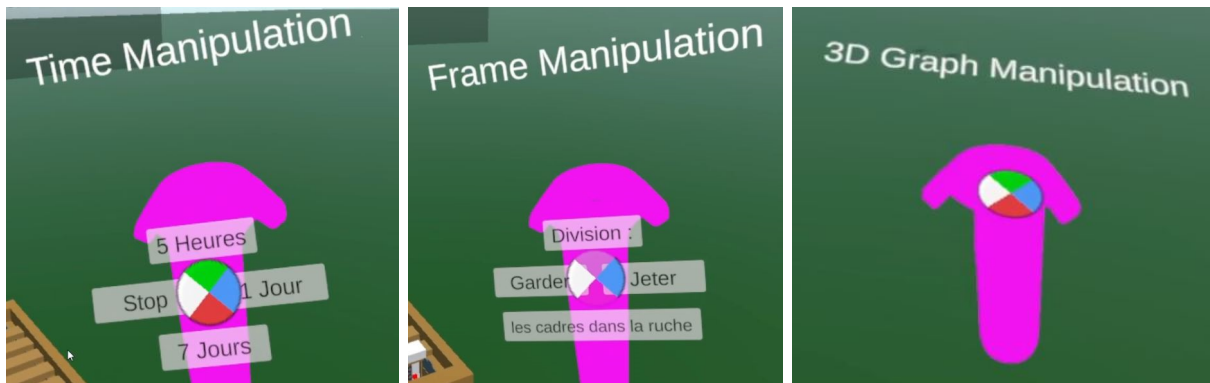 Time Manipulation
5 Heures
Stop
1 Jour
7 Jours
Frame Manipulation
Division :
Garder
Jeter
les cadres dans la ruche
3D Graph Manipulation